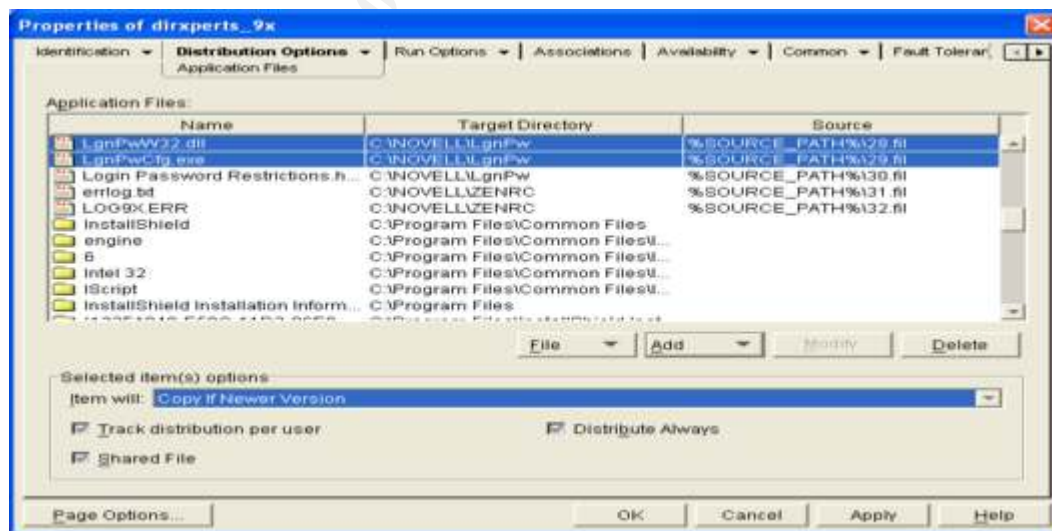 Properties of dirxperts_9x
Identification Distribution Options Run Options Associations Availability Common Fault Toleran
Application Files
Application Files:
Name Target Directory Source
LgnPwW32.dll C:\NOVELL\LgnPw %SOURCE_PATH%\28.fil
LgnPwCfg.exe C:\NOVELL\LgnPw %SOURCE_PATH%\29.fil
Login Password Restrictions.h... C:\NOVELL\LgnPw %SOURCE_PATH%\30.fil
errlog.txt C:\NOVELL\ZENRC %SOURCE_PATH%\31.fil
LOG9X.ERR C:\NOVELL\ZENRC %SOURCE_PATH%\32.fil
InstallShield C:\Program Files\Common Files
engine C:\Program Files\Common Files\I...
6 C:\Program Files\Common Files\I...
Intel 32 C:\Program Files\Common Files\I...
IScript C:\Program Files\Common Files\I...
InstallShield Installation Inform... C:\Program Files
File Add Modify Delete
Selected item(s) options
Item will: Copy If Newer Version
Track distribution per user Distribute Always
Shared File
Page Options... OK Cancel Apply Help